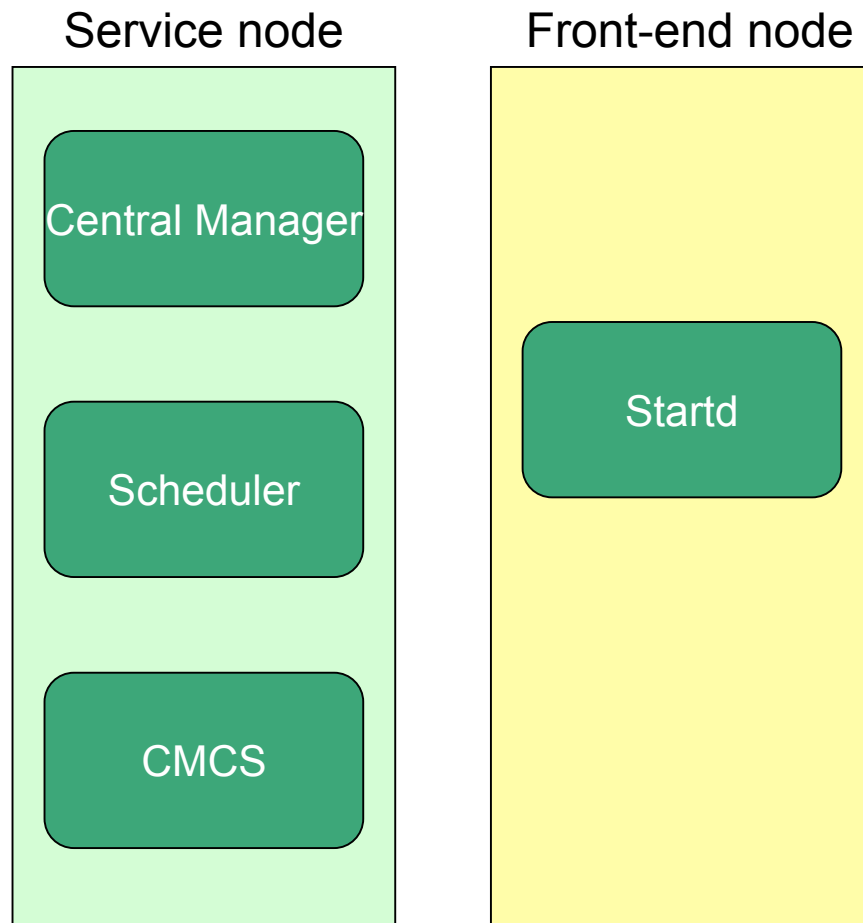 Service node
Front-end node
Central Manager
Startd
Scheduler
CMCS